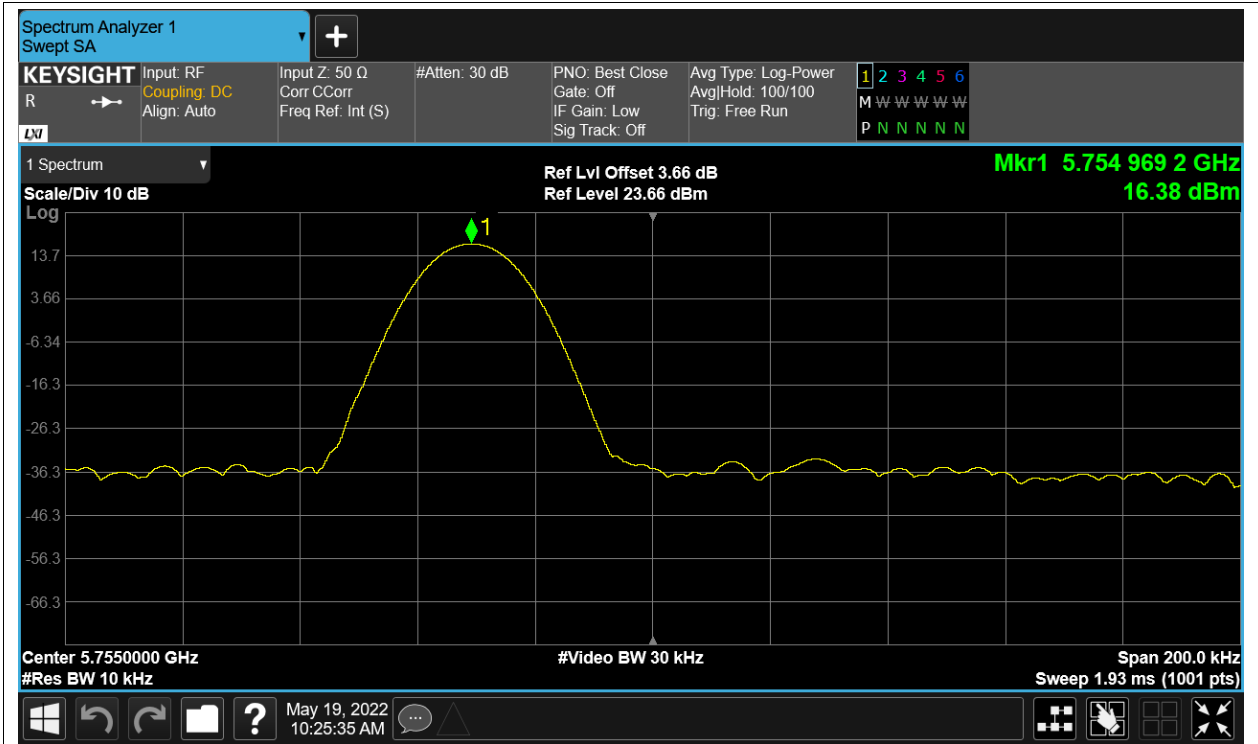 Spectrum Analyzer 1
Swept SA
+
KEYSIGHT
R
LXI
Input: RF
Coupling: DC
Align: Auto
Input Z: 50 Ω
Corr CCorr
Freq Ref: Int (S)
#Atten: 30 dB
PNO: Best Close
Gate: Off
IF Gain: Low
Sig Track: Off
Avg Type: Log-Power
Avg|Hold: 100/100
Trig: Free Run
1 2 3 4 5 6
M W W W W W
P N N N N N
1 Spectrum
Scale/Div 10 dB
Ref Lvl Offset 3.66 dB
Ref Level 23.66 dBm
Mkr1 5.754 969 2 GHz
16.38 dBm
Log
1
13.7
3.66
-6.34
-16.3
-26.3
-36.3
-46.3
-56.3
-66.3
Center 5.7550000 GHz
#Res BW 10 kHz
#Video BW 30 kHz
Span 200.0 kHz
Sweep 1.93 ms (1001 pts)
?
May 19, 2022
10:25:35 AM